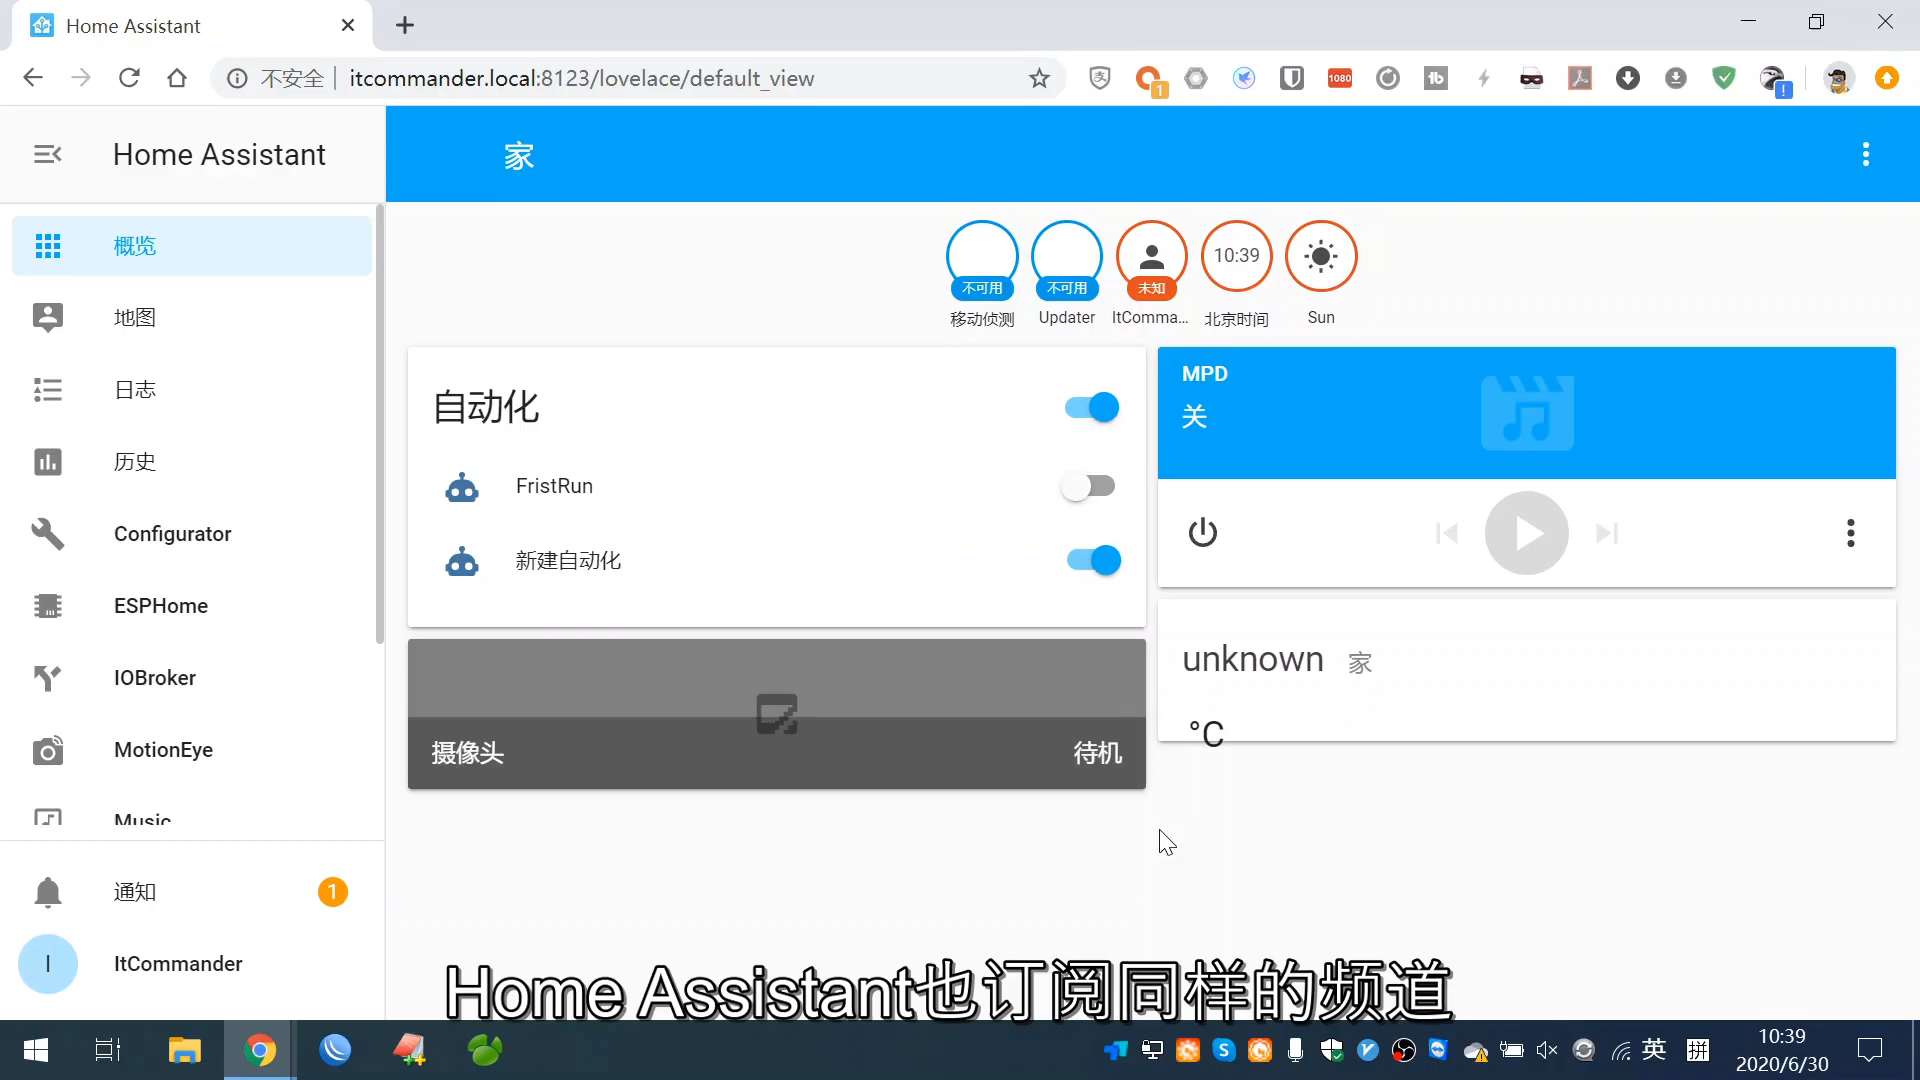 Home Assistant
不安全 itcommander.local:8123/lovelace/default_view
1
1080
Home Assistant
家
概览
地图
日志
历史
Configurator
ESPHome
IOBroker
MotionEye
Music
通知
1
I
ItCommander
不可用
移动侦测
不可用
Updater
未知
ItComma...
10:39
北京时间
Sun
自动化
FristRun
新建自动化
摄像头
待机
MPD
关
unknown 家
°C
Home Assistant也订阅同样的频道
英
拼
10:39
2020/6/30